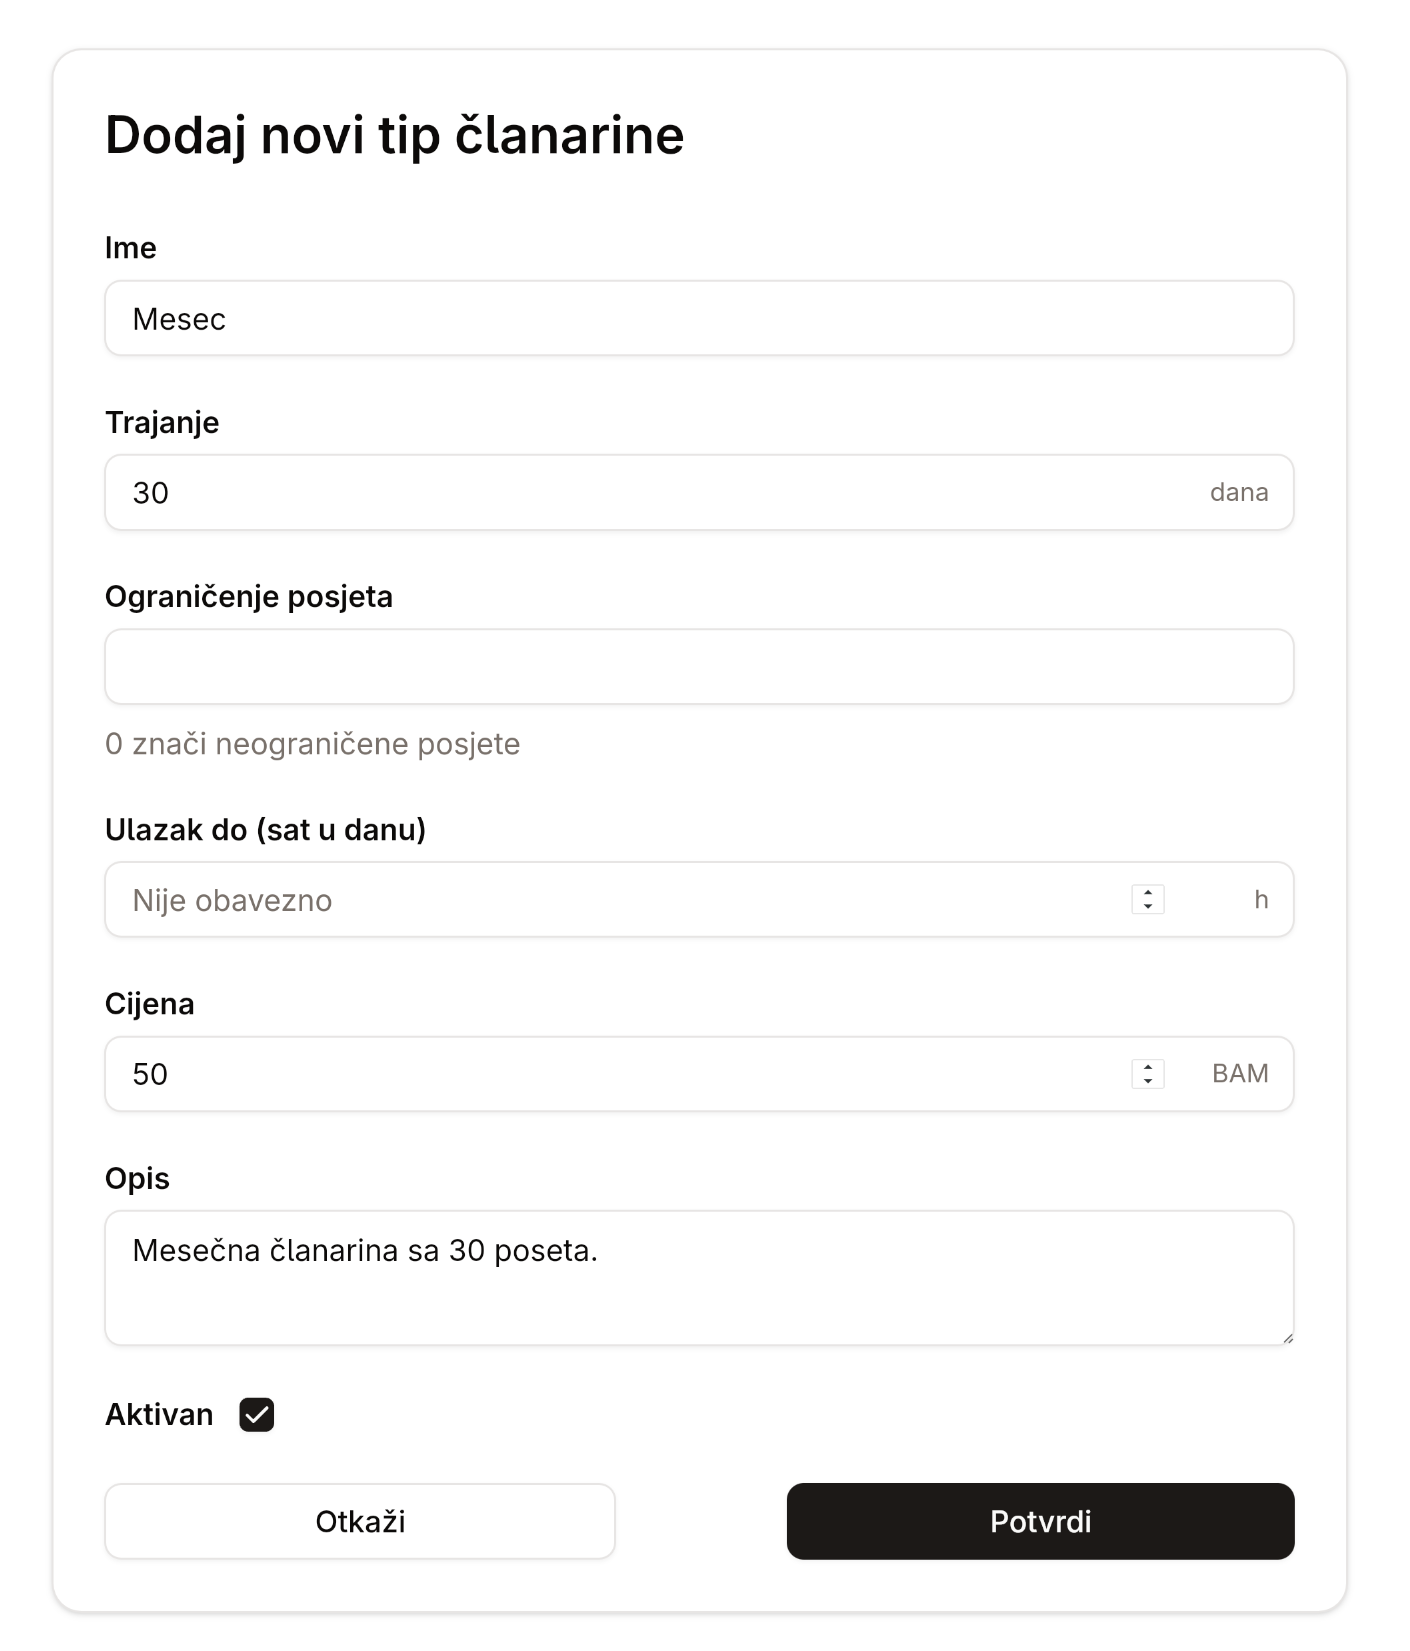 Dodaj novi tip članarine
Ime
Mesec
Trajanje
30 dana
Ograničenje posjeta
0 znači neograničene posjete
Ulazak do (sat u danu)
Nije obavezno h
Cijena
50 BAM
Opis
Mesečna članarina sa 30 poseta.
Aktivan
Otkaži Potvrdi